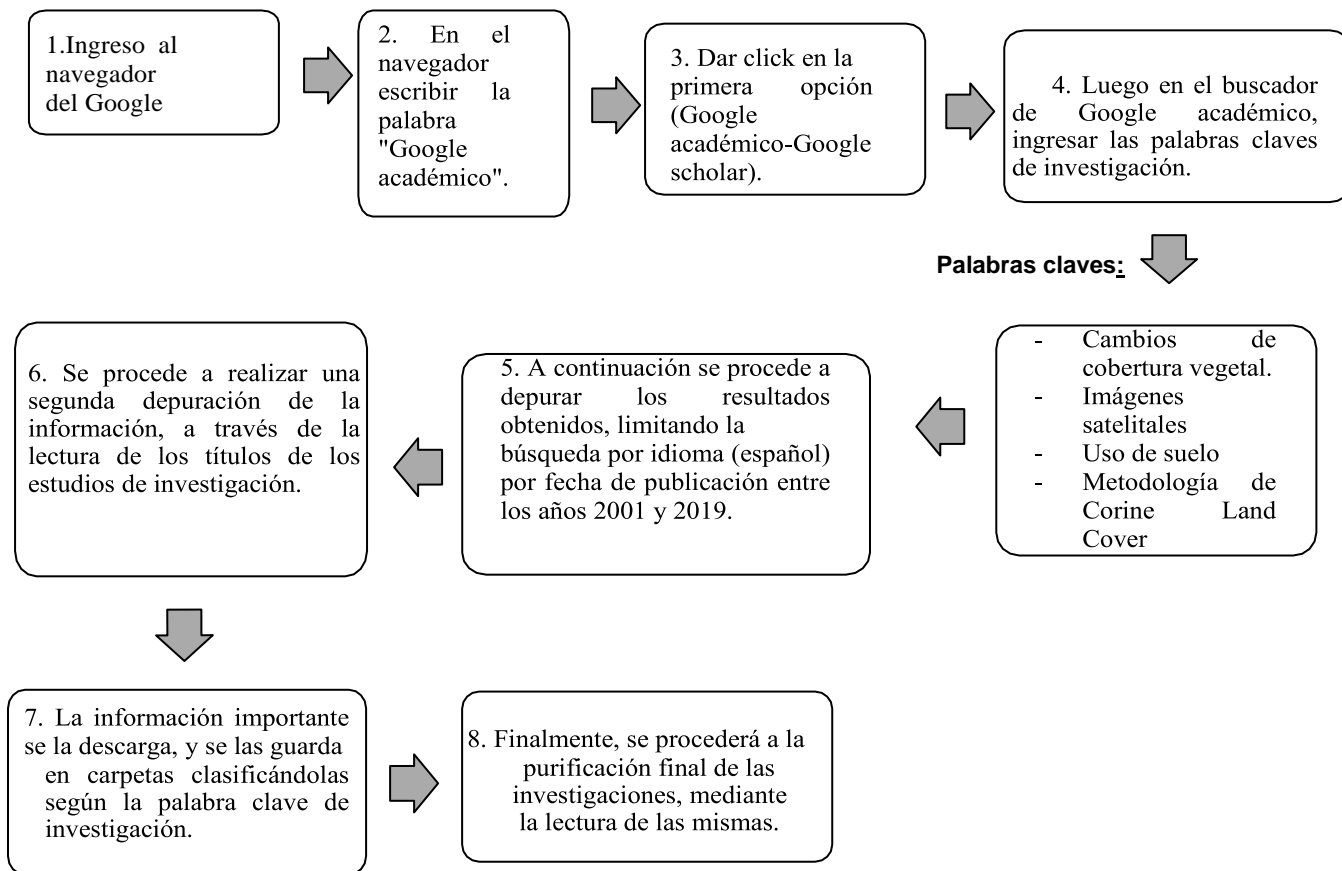 1.Ingreso al
navegador
del Google
2. En el
navegador
escribir la
palabra
"Google
académico".
3. Dar click en la
primera opción
(Google
académico-Google
scholar).
4. Luego en el buscador
de Google académico,
ingresar las palabras claves
de investigación.
Palabras claves:
- Cambios de
cobertura vegetal.
- Imágenes
satelitales
- Uso de suelo
- Metodología de
Corine Land
Cover
5. A continuación se procede a
depurar los resultados
obtenidos, limitando la
búsqueda por idioma (español)
por fecha de publicación entre
los años 2001 y 2019.
6. Se procede a realizar una
segunda depuración de la
información, a través de la
lectura de los títulos de los
estudios de investigación.
7. La información importante
se la descarga, y se las guarda
en carpetas clasificándolas
según la palabra clave de
investigación.
8. Finalmente, se procederá a la
purificación final de las
investigaciones, mediante
la lectura de las mismas.